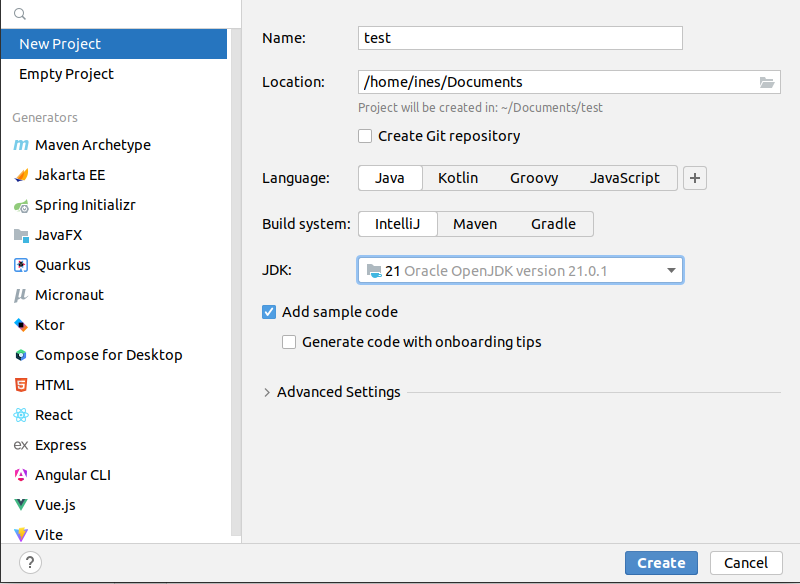 New Project
Empty Project
Generators
Maven Archetype
Jakarta EE
Spring Initializr
JavaFX
Quarkus
Micronaut
Ktor
Compose for Desktop
HTML
React
ex Express
Angular CLI
Vue.js
Vite
?
Name: test
Location: /home/ines/Documents
Project will be created in: ~/Documents/test
Create Git repository
Language: Java Kotlin Groovy JavaScript +
Build system: IntelliJ Maven Gradle
JDK: 21 Oracle OpenJDK version 21.0.1
Add sample code
Generate code with onboarding tips
Advanced Settings
Create Cancel